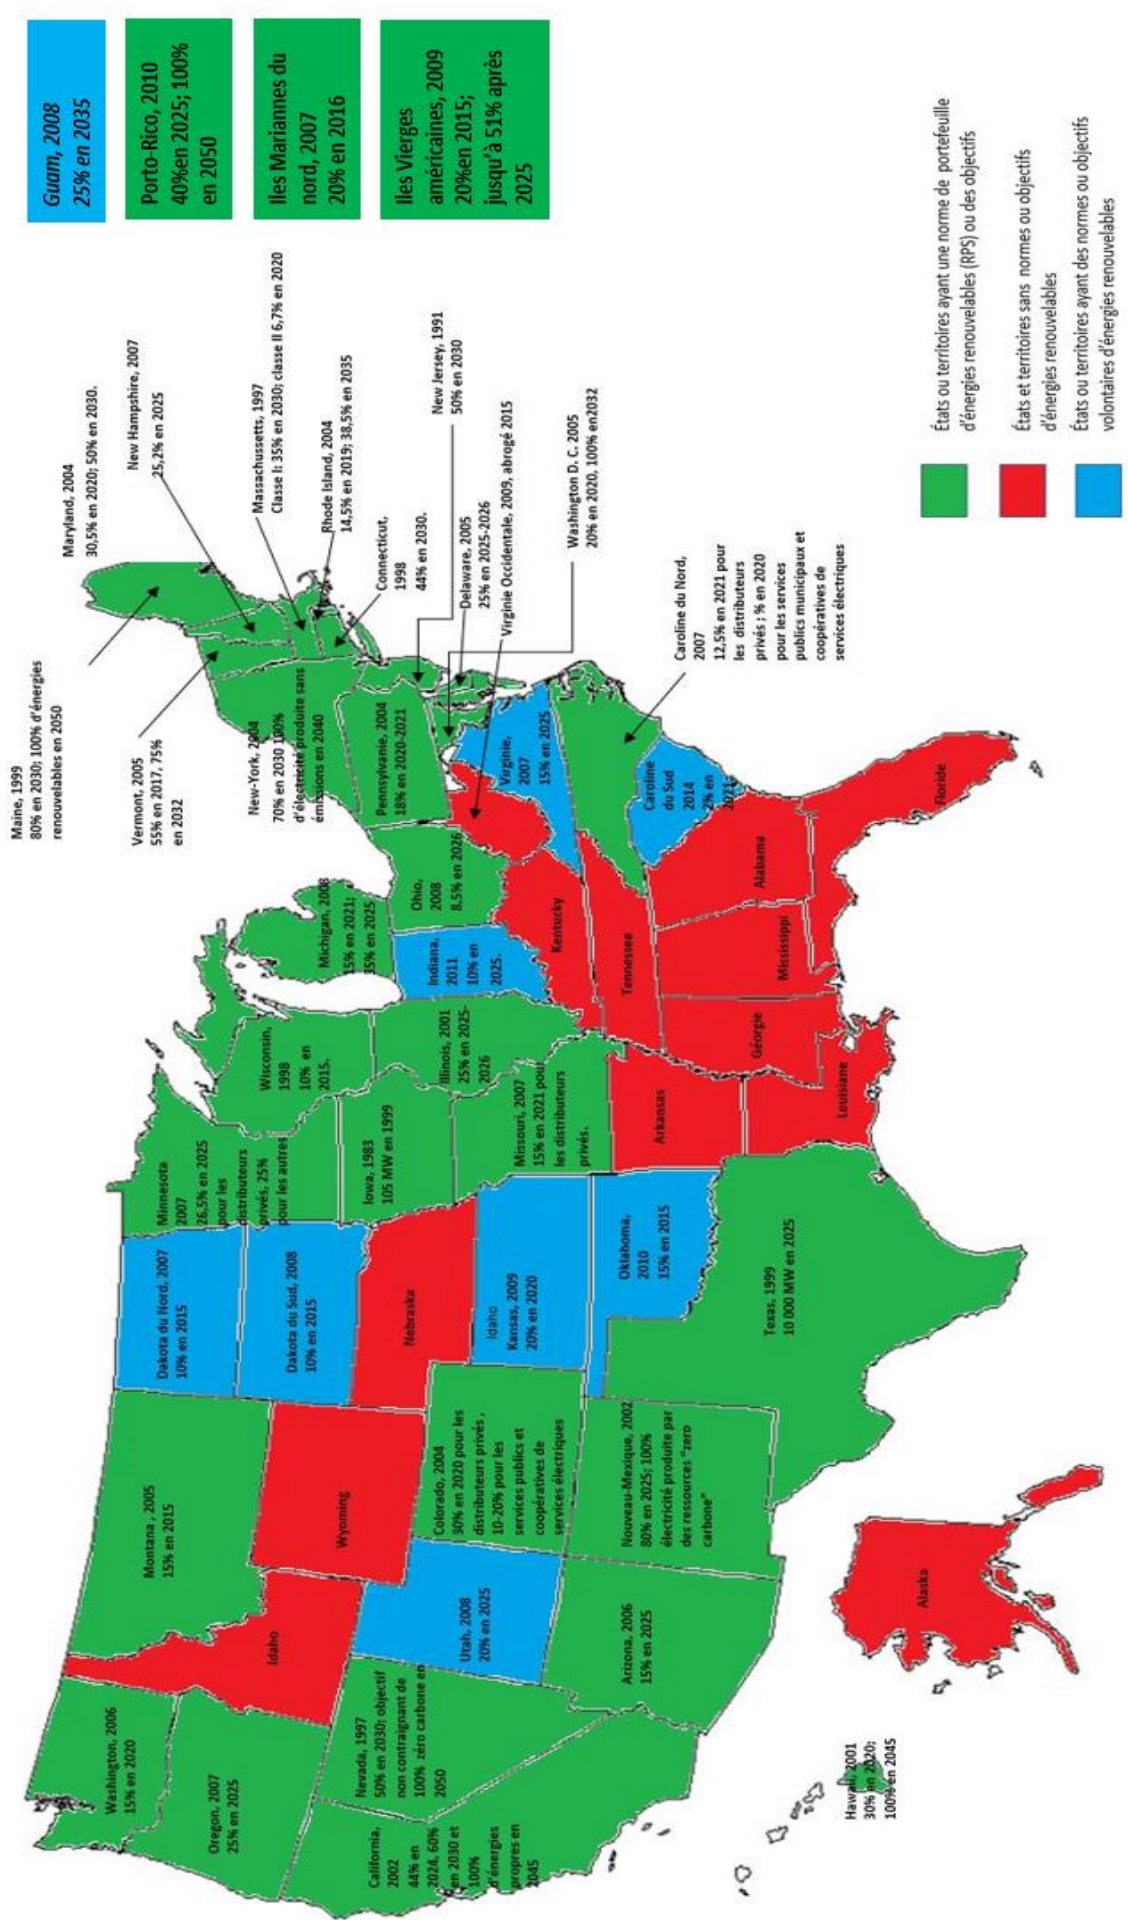 Guam, 2008
25% en 2035
Porto-Rico, 2010
40%en 2025; 100%
en 2050
Iles Mariannes du
nord, 2007
20% en 2016
Iles Vierges
américaines, 2009
20%en 2015;
jusqu'à 51% après
2025
Maine, 1999
80% en 2030; 100% d'énergies
renouvelables en 2050
Vermont, 2005
55% en 2017, 75%
en 2032
Maryland, 2004
30,5% en 2020; 50% en 2030.
New Hampshire, 2007
25,2% en 2025
Massachussetts, 1997
Classe I: 35% en 2030; classe II 6,7% en 2020
Rhode Island, 2004
14,5% en 2019; 38,5% en 2035
Connecticut,
1998
44% en 2030.
New Jersey, 1991
50% en 2030
Delaware, 2005
25% en 2025-2026
Virginie Occidentale, 2009, abrogé 2015
Washington D. C. 2005
20% en 2020, 100% en2032
Caroline du Nord,
2007
12,5% en 2021 pour
les distributeurs
privés ; % en 2020
pour les services
publics municipaux et
coopératives de
services électriques
New-York, 2004
70% en 2030 100%
d'électricité produite sans
émissions en 2040
Pennsylvanie, 2004
18% en 2020-2021
Virginie,
2007
15% en 2025
Caroline
du Sud
2014
2% en
2021
Ohio,
2008
8,5% en 2026
Michigan, 2008
15% en 2021;
35% en 2025
Indiana,
2011
10% en
2025.
Kentucky
Tennessee
Alabama
Floride
Mississippi
Géorgie
Louisiane
Arkansas
Wisconsin,
1998
10% en
2015.
Illinois, 2001
25% en 2025-
2026
Minnesota
2007
26,5% en 2025
pour les
distributeurs
privés, 25%
pour les autres
Iowa, 1983
105 MW en 1999
Missouri, 2007
15% en 2021 pour
les distributeurs
privés.
Dakota du Nord, 2007
10% en 2015
Dakota du Sud, 2008
10% en 2015
Nebraska
Idaho
Kansas, 2009
20% en 2020
Oklahoma,
2010
15% en 2015
Texas, 1999
10 000 MW en 2025
Montana , 2005
15% en 2015
Wyoming
Colorado, 2004
30% en 2020 pour les
distributeurs privés ,
10-20% pour les
services publics et
coopératives de
services électriques
Nouveau-Mexique, 2002
80% en 2025; 100%
électricité produite par
des ressources "zero
carbone"
Idaho
Utah, 2008
20% en 2025
Arizona, 2006
15% en 2025
Washington, 2006
15% en 2020
Oregon, 2007
25% en 2025
Nevada, 1997
50% en 2030; objectif
non contraignant de
100% zéro carbone en
2050
California,
2002
44% en
2024, 60%
en 2030 et
100%
d'énergies
propres en
2045
Alaska
Hawaii, 2001
30% en 2020;
100% en 2045
États ou territoires ayant une norme de portefeuille
d'énergies renouvelables (RPS) ou des objectifs
États et territoires sans normes ou objectifs
d'énergies renouvelables
États ou territoires ayant des normes ou objectifs
volontaires d'énergies renouvelables